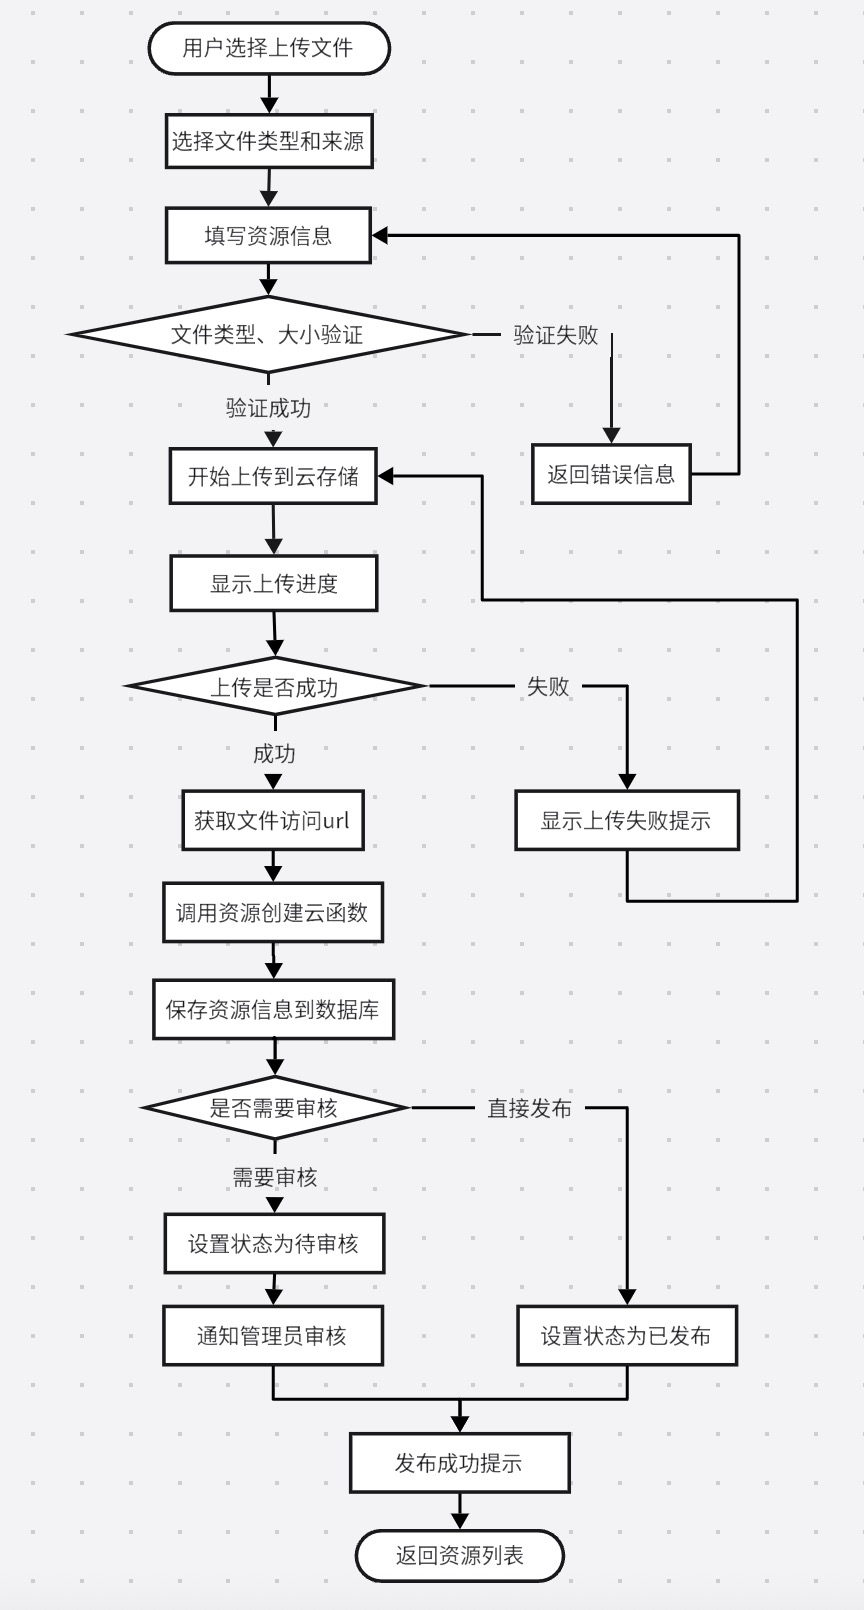 用户选择上传文件
选择文件类型和来源
填写资源信息
文件类型、大小验证
验证失败
验证成功
返回错误信息
开始上传到云存储
显示上传进度
上传是否成功
失败
成功
获取文件访问url
显示上传失败提示
调用资源创建云函数
保存资源信息到数据库
是否需要审核
直接发布
需要审核
设置状态为待审核
通知管理员审核
设置状态为已发布
发布成功提示
返回资源列表